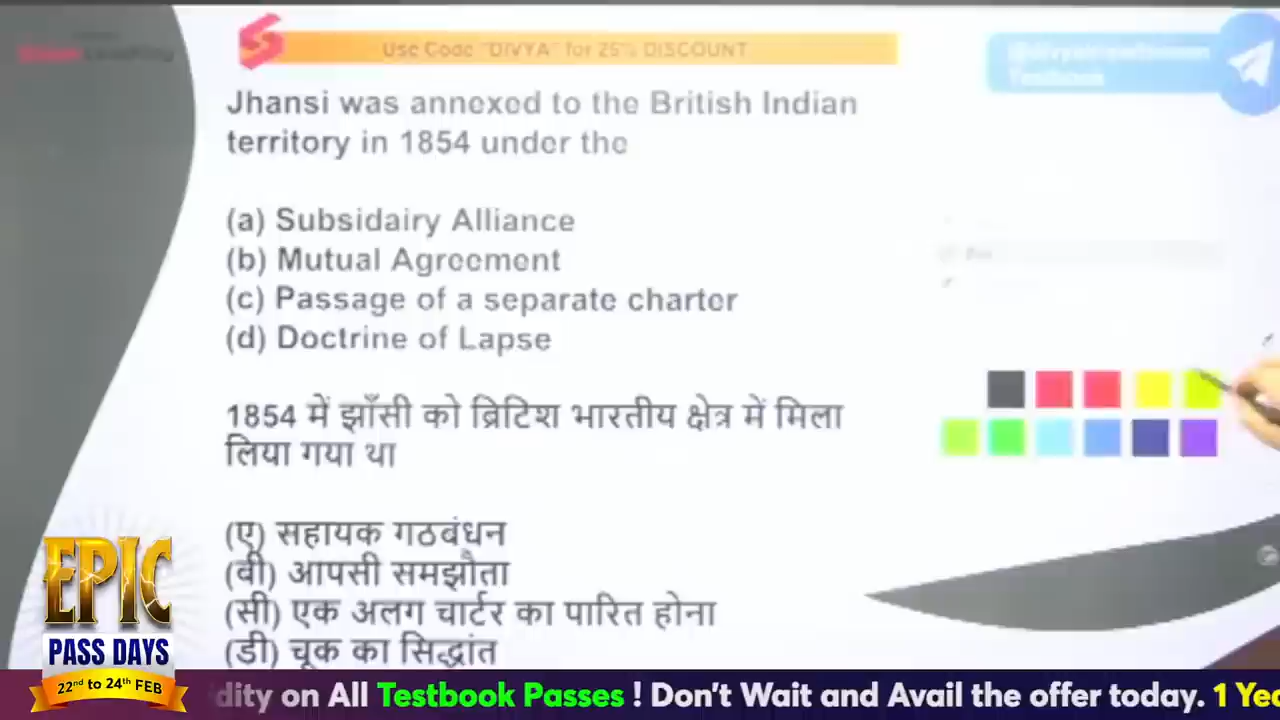 Use Code "DIVYA" for 25% DISCOUNT
Jhansi was annexed to the British Indian
territory in 1854 under the
(a) Subsidairy Alliance
(b) Mutual Agreement
(c) Passage of a separate charter
(d) Doctrine of Lapse
1854 में झाँसी को ब्रिटिश भारतीय क्षेत्र में मिला
लिया गया था
(ए) सहायक गठबंधन
(बी) आपसी समझौता
(सी) एक अलग चार्टर का पारित होना
(डी) चूक का सिद्धांत
EPIC
PASS DAYS
22nd to 24th FEB
on All Testbook Passes ! Don't Wait and Avail the offer today. 1